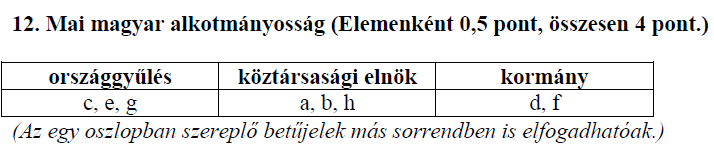 12. Mai magyar alkotmányosság (Elemenként 0,5 pont, összesen 4 pont.)
országgyűlés köztársasági elnök kormány
c, e, g a, b, h d, f
(Az egy oszlopban szereplő betűjelek más sorrendben is elfogadhatóak.)